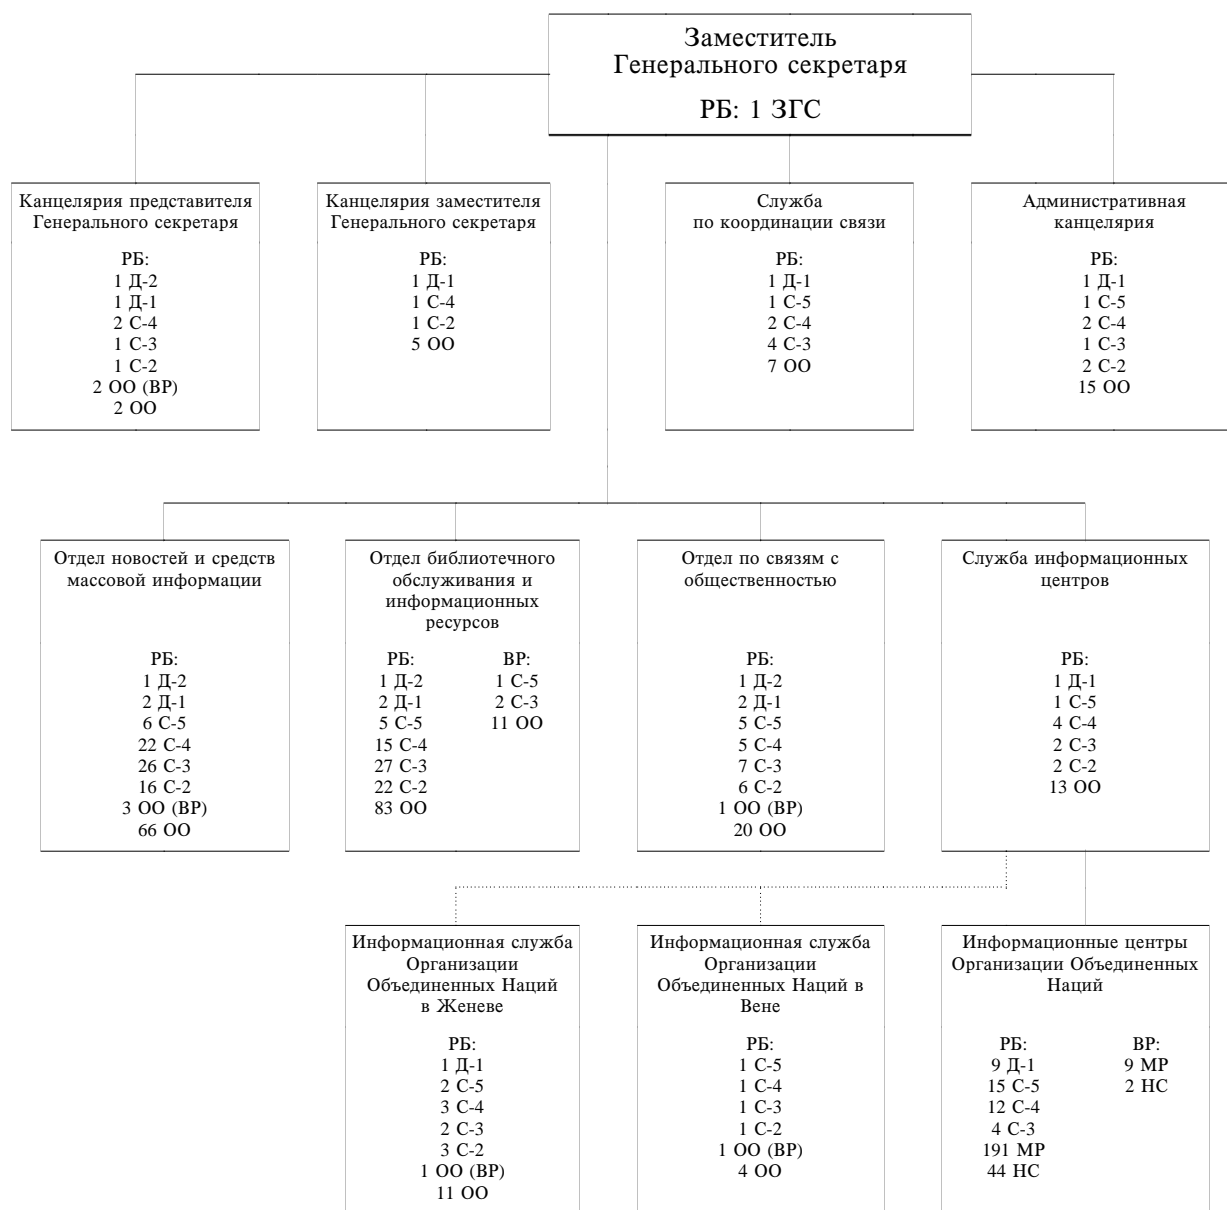 Заместитель
Генерального секретаря
РБ: 1 ЗГС
Канцелярия представителя
Генерального секретаря
РБ:
1 Д-2
1 Д-1
2 С-4
1 С-3
1 С-2
2 ОО (ВР)
2 ОО
Канцелярия заместителя
Генерального секретаря
РБ:
1 Д-1
1 С-4
1 С-2
5 ОО
Служба
по координации связи
РБ:
1 Д-1
1 С-5
2 С-4
4 С-3
7 ОО
Административная
канцелярия
РБ:
1 Д-1
1 С-5
2 С-4
1 С-3
2 С-2
15 ОО
Отдел новостей и средств
массовой информации
РБ:
1 Д-2
2 Д-1
6 С-5
22 С-4
26 С-3
16 С-2
3 ОО (ВР)
66 ОО
Отдел библиотечного
обслуживания и
информационных
ресурсов
РБ:
1 Д-2
2 Д-1
5 С-5
15 С-4
27 С-3
22 С-2
83 ОО
ВР:
1 С-5
2 С-3
11 ОО
Отдел по связям с
общественностью
РБ:
1 Д-2
2 Д-1
5 С-5
5 С-4
7 С-3
6 С-2
1 ОО (ВР)
20 ОО
Служба информационных
центров
РБ:
1 Д-1
1 С-5
4 С-4
2 С-3
2 С-2
13 ОО
Информационная служба
Организации
Объединенных Наций
в Женеве
РБ:
1 Д-1
2 С-5
3 С-4
2 С-3
3 С-2
1 ОО (ВР)
11 ОО
Информационная служба
Организации
Объединенных Наций в
Вене
РБ:
1 С-5
1 С-4
1 С-3
1 С-2
1 ОО (ВР)
4 ОО
Информационные центры
Организации Объединенных
Наций
РБ:
9 Д-1
15 С-5
12 С-4
4 С-3
191 МР
44 НС
ВР:
9 МР
2 НС